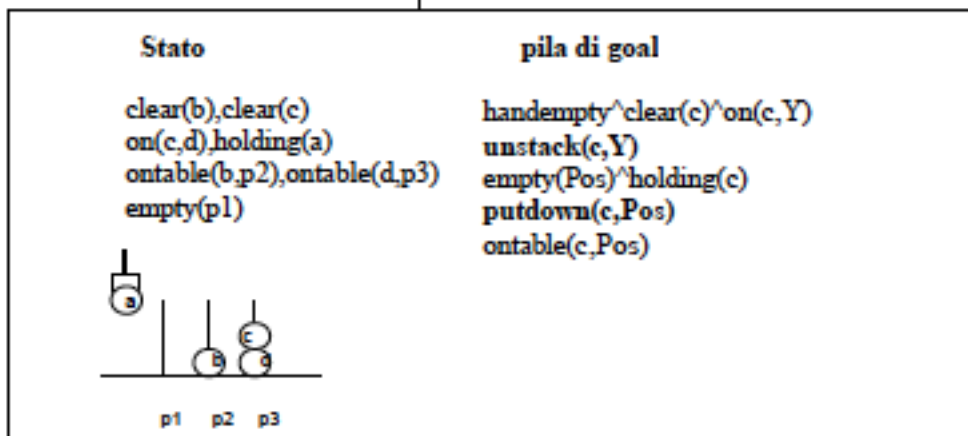 Stato
clear(b),clear(c)
on(c,d),holding(a)
ontable(b,p2),ontable(d,p3)
empty(p1)
pila di goal
handempty^clear(c)^on(c,Y)
unstack(c,Y)
empty(Pos)^holding(c)
putdown(c,Pos)
ontable(c,Pos)
a
c
b d
p1 p2 p3